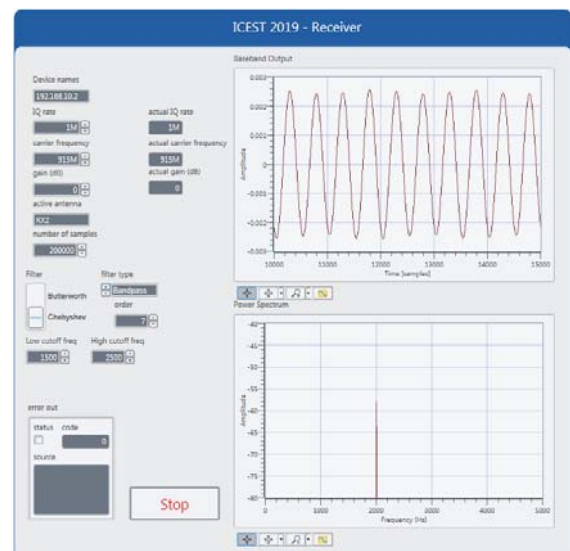 ICEST 2019 - Receiver
Device names
192.168.10.2
IQ rate
1M
actual IQ rate
1M
carrier frequency
915M
actual carrier frequency
915M
gain (dB)
0
actual gain (dB)
0
active antenna
RX2
number of samples
200000
Filter
Butterworth
Chebyshev
filter type
Bandpass
order
7
Low cutoff freq
1500
High cutoff freq
2500
error out
status
code
0
source
Stop
Baseband Output
0.003
0.002
0.001
0
-0.001
-0.002
-0.003
Amplitude
10000
11000
12000
13000
14000
15000
Time [samples]
Power Spectrum
-40
-45
-50
-55
-60
-65
-70
-75
-80
Amplitude
0
1000
2000
3000
4000
5000
Frequency [Hz]